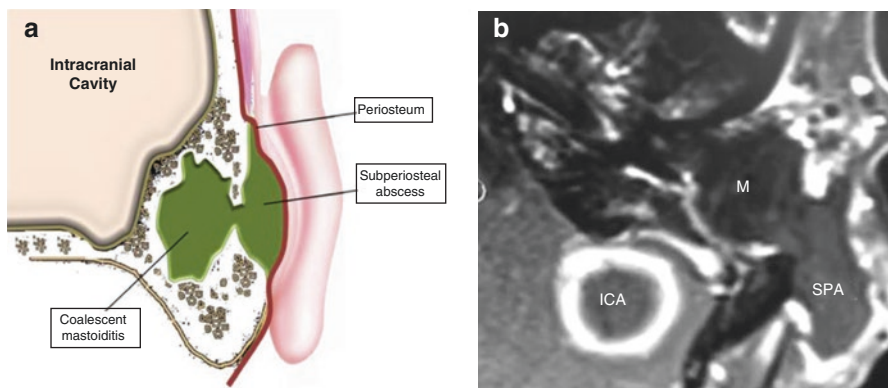 a
Intracranial
Cavity
Periosteum
Subperiosteal
abscess
Coalescent
mastoiditis
b
M
ICA
SPA